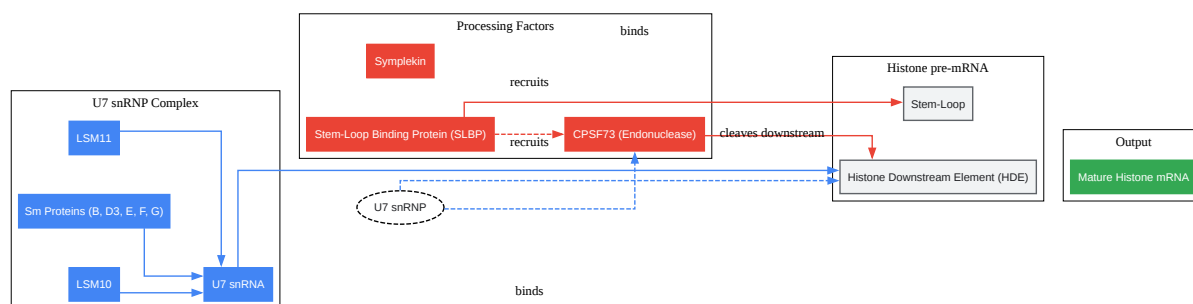 Processing Factors
binds
Symplekin
recruits
Histone pre-mRNA
Stem-Loop
U7 snRNP Complex
LSM11
Stem-Loop Binding Protein (SLBP)
recruits
CPSF73 (Endonuclease)
cleaves downstream
Output
Histone Downstream Element (HDE)
Mature Histone mRNA
Sm Proteins (B, D3, E, F, G)
U7 snRNP
LSM10
U7 snRNA
binds